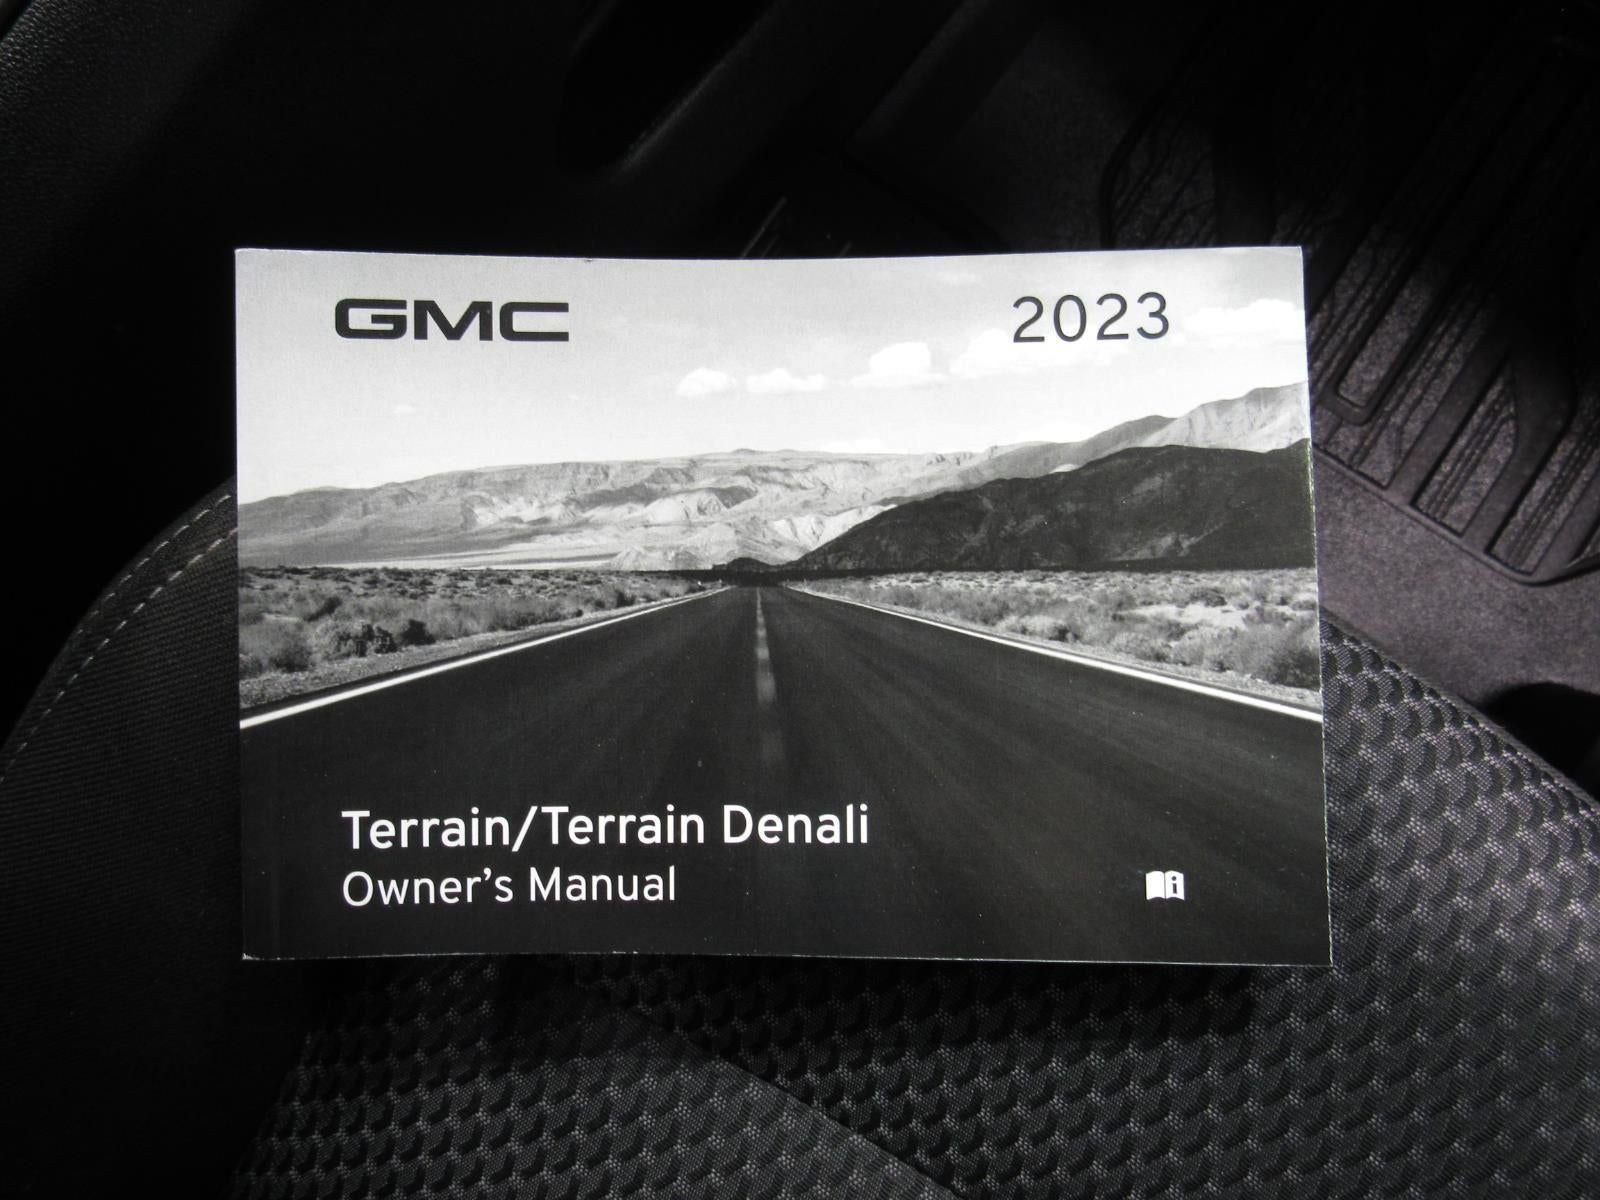 GMC 2023
Terrain/Terrain Denali
Owner's Manual
i